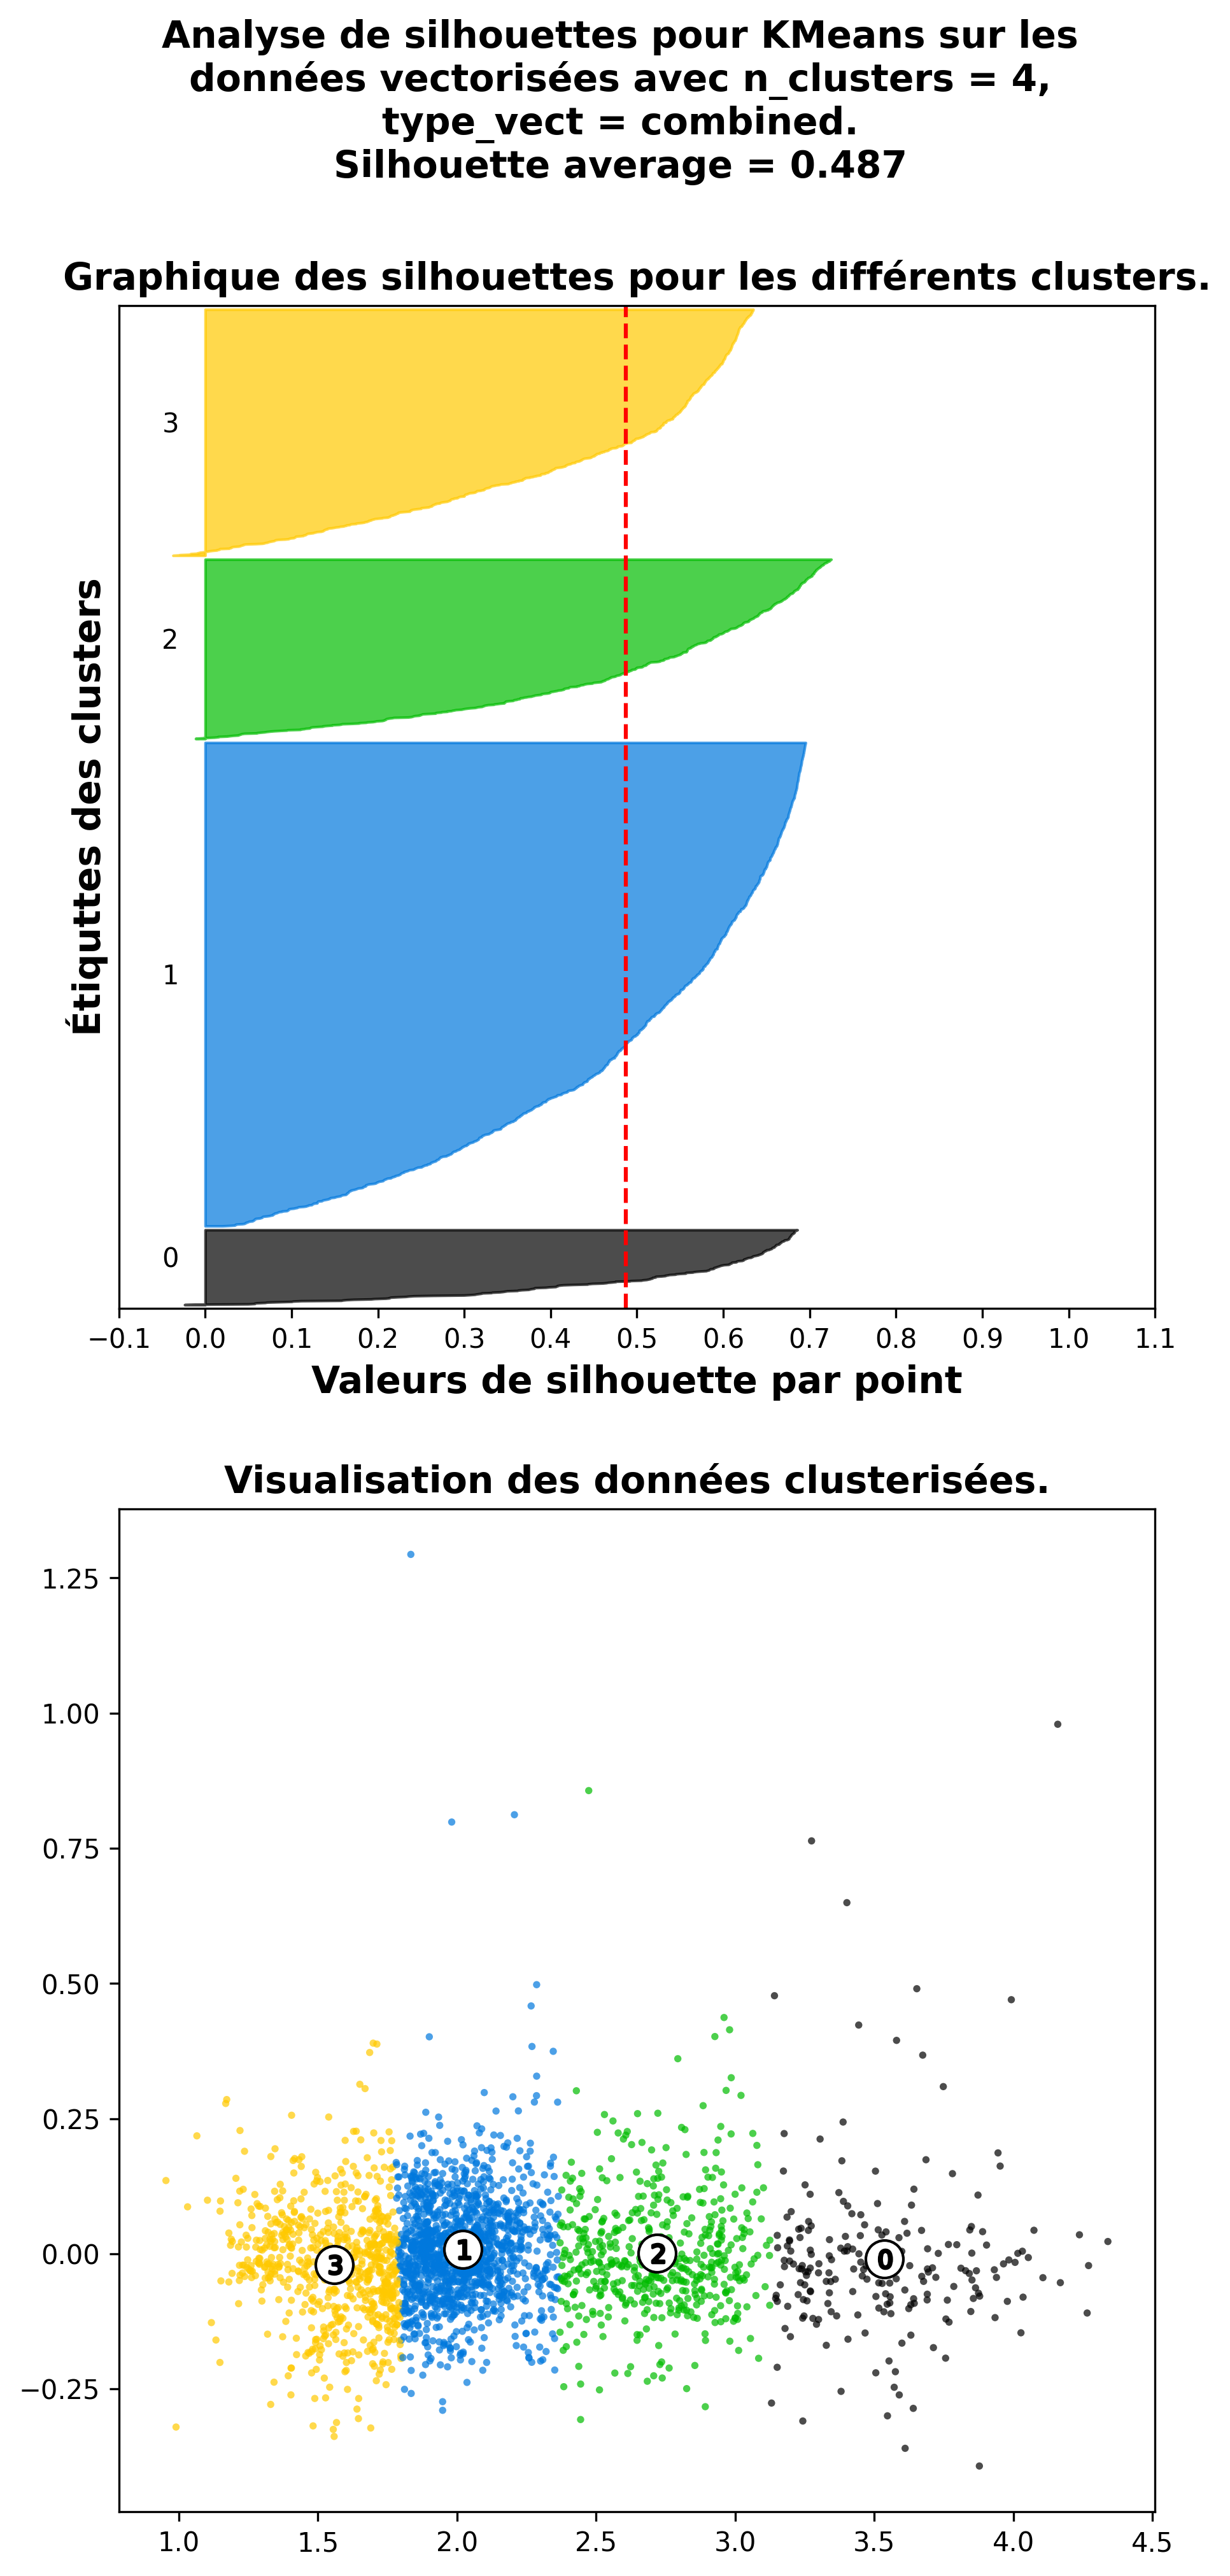 Analyse de silhouettes pour KMeans sur les
données vectorisées avec n_clusters = 4,
type_vect = combined.
Silhouette average = 0.487
Graphique des silhouettes pour les différents clusters.
Étiquttes des clusters
3
2
1
0
−0.1 0.0 0.1 0.2 0.3 0.4 0.5 0.6 0.7 0.8 0.9 1.0 1.1
Valeurs de silhouette par point
Visualisation des données clusterisées.
1.25
1.00
0.75
0.50
0.25
0.00
−0.25
3 1 2 0
1.0 1.5 2.0 2.5 3.0 3.5 4.0 4.5